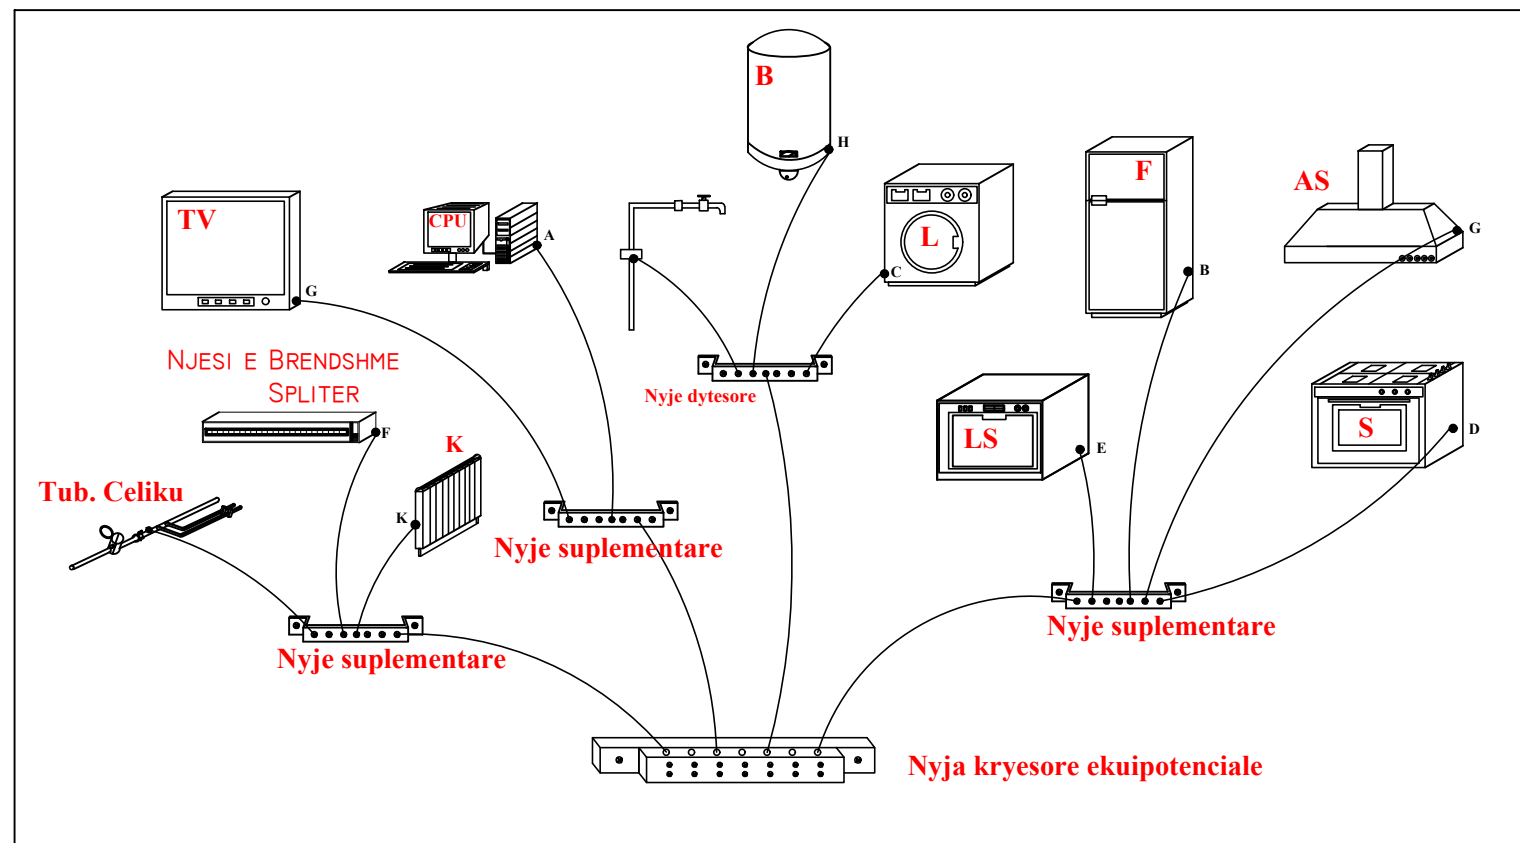 B
H
TV
G
CPU
A
L
C
F
B
AS
G
NJESI E BRENDSHME
SPLITER
F
K
K
Tub. Celiku
Nyje dytesore
LS
E
S
D
Nyje suplementare
Nyje suplementare
Nyje suplementare
Nyja kryesore ekuipotenciale